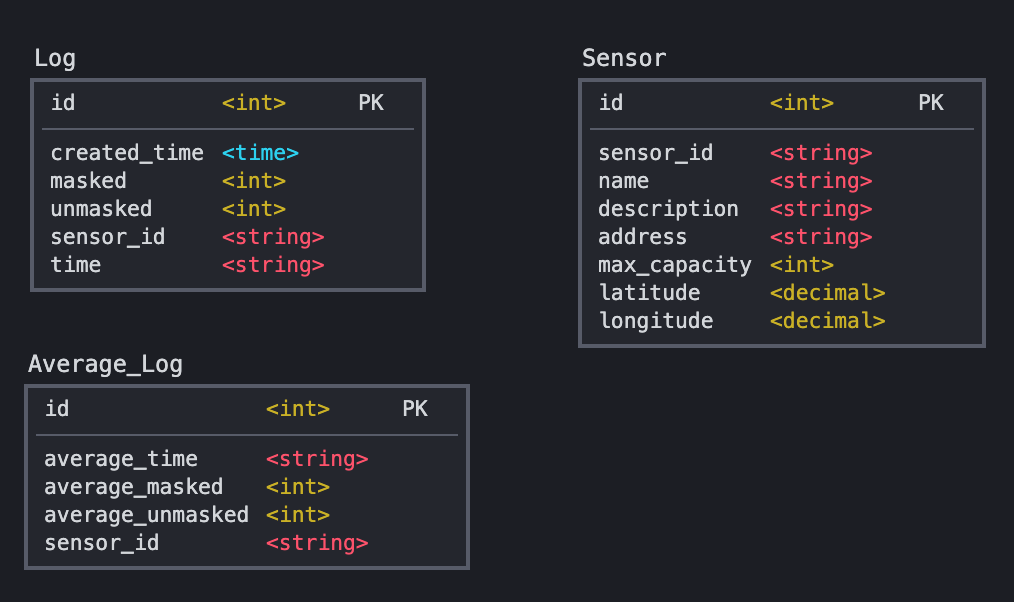 Log
id <int> PK
created_time <time>
masked <int>
unmasked <int>
sensor_id <string>
time <string>
Sensor
id <int> PK
sensor_id <string>
name <string>
description <string>
address <string>
max_capacity <int>
latitude <decimal>
longitude <decimal>
Average_Log
id <int> PK
average_time <string>
average_masked <int>
average_unmasked <int>
sensor_id <string>